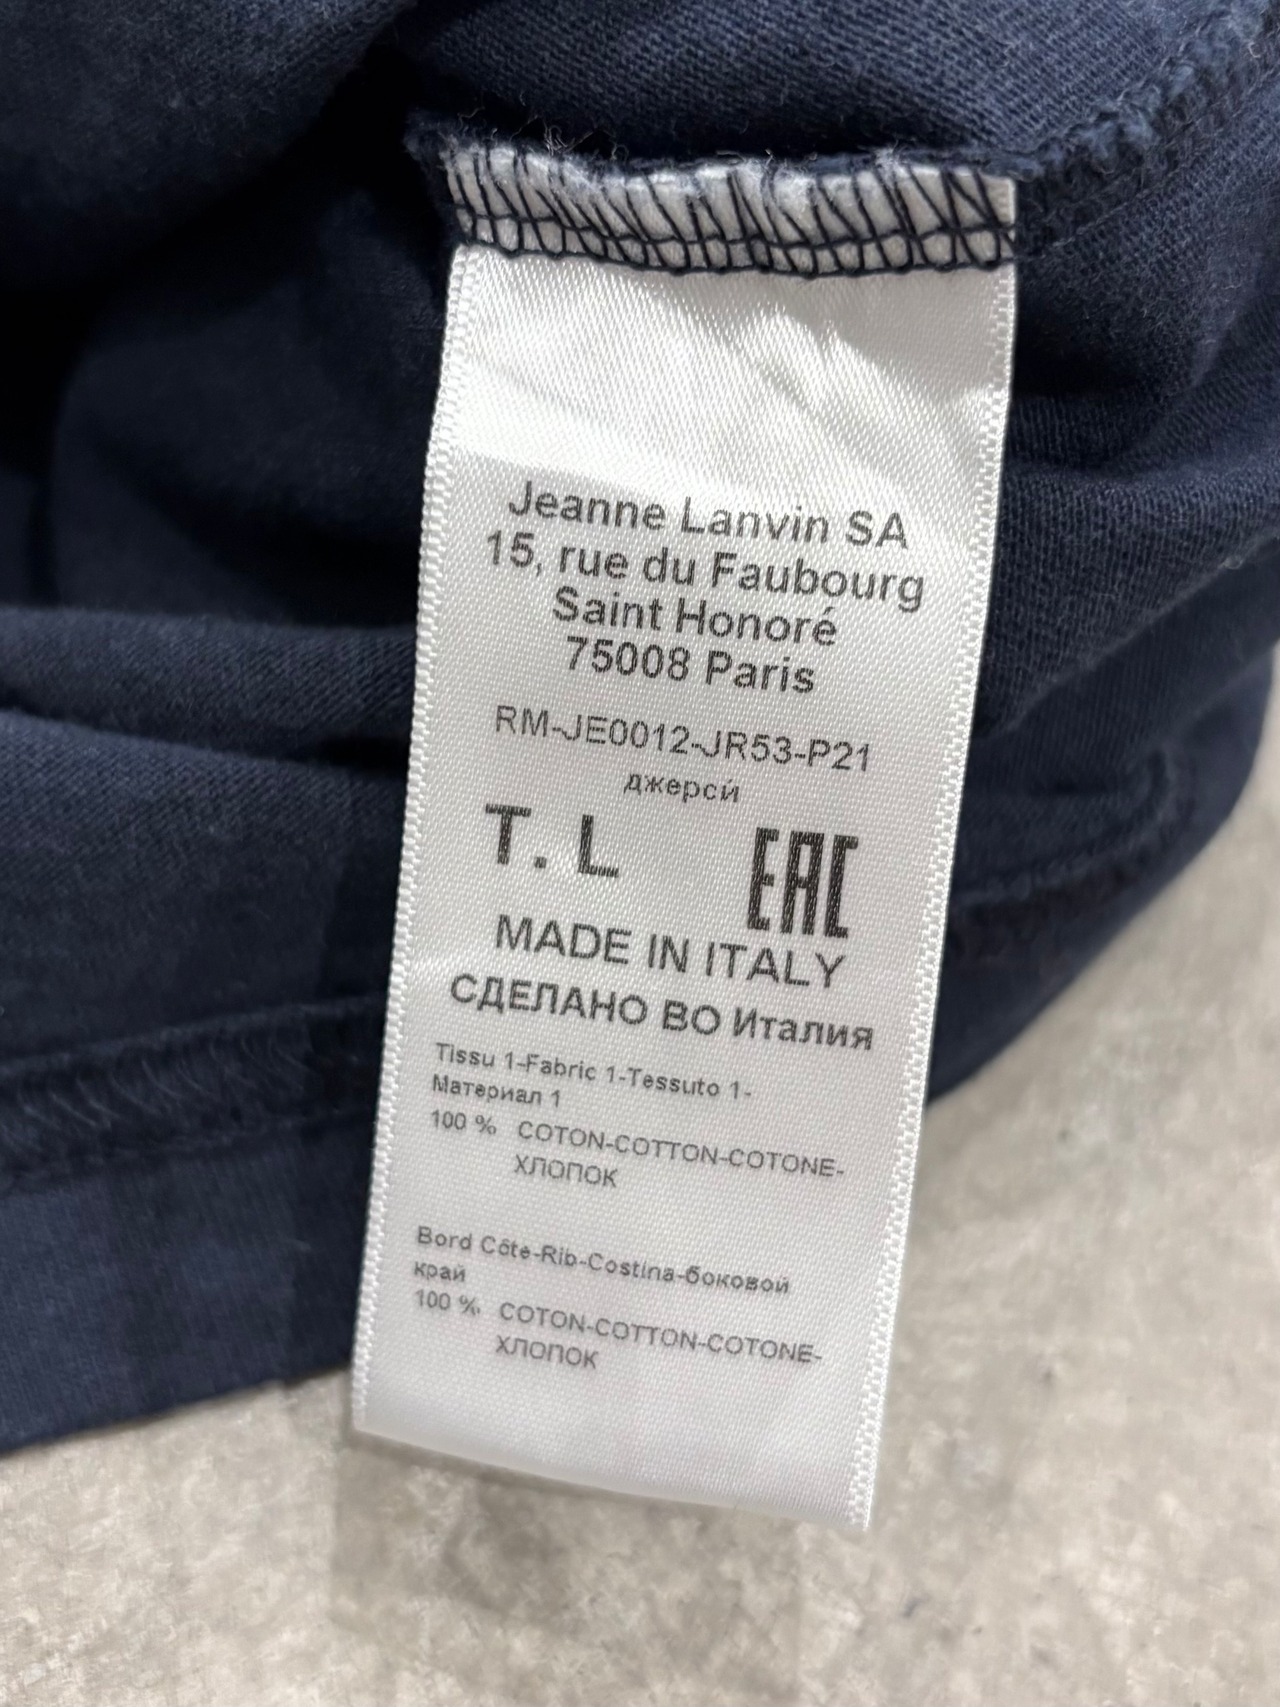 Jeanne Lanvin SA
15, rue du Faubourg
Saint Honoré
75008 Paris
RM-JE0012-JR53-P21
джерси́
T. L
EAC
MADE IN ITALY
СДЕЛАНО ВО Италия
Tissu 1-Fabric 1-Tessuto 1-
Материал 1
100 % COTON-COTTON-COTONE-
ХЛОПОК
Bord Côte-Rib-Costina-боковой
край
100 % COTON-COTTON-COTONE-
ХЛОПОК